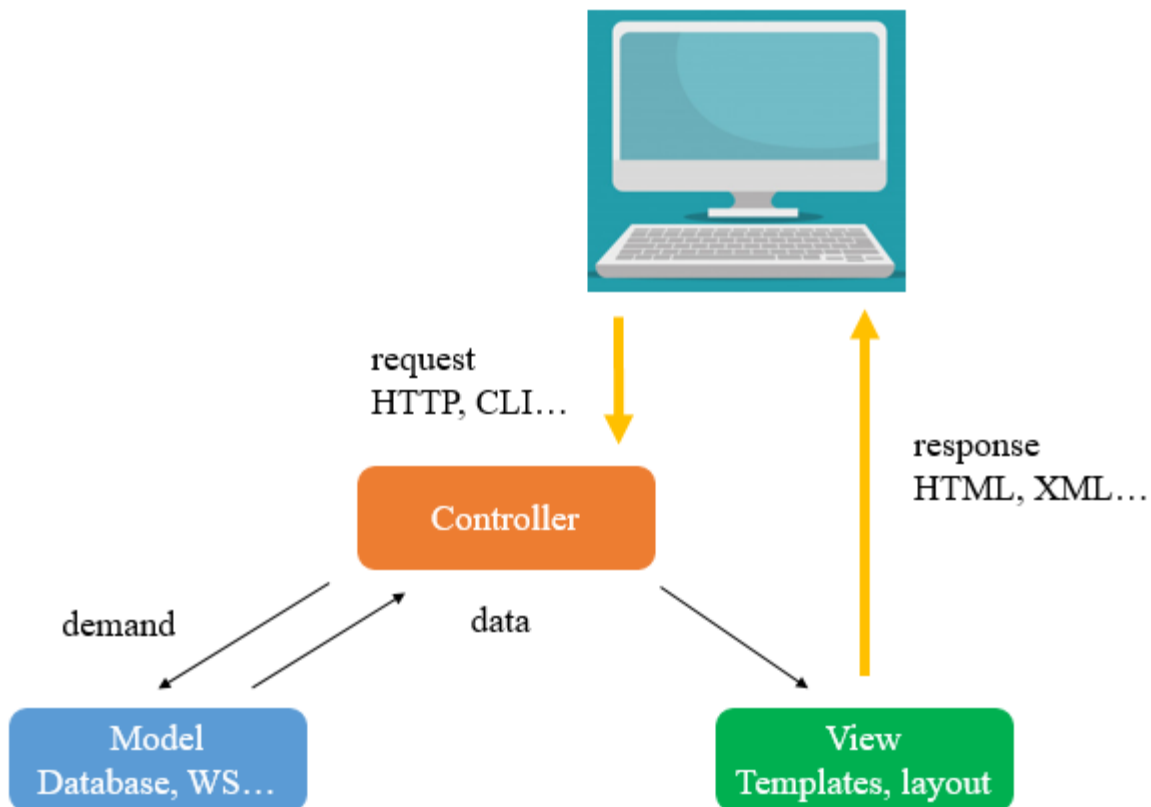 request
HTTP, CLI…
response
HTML, XML…
Controller
demand
data
Model
Database, WS…
View
Templates, layout